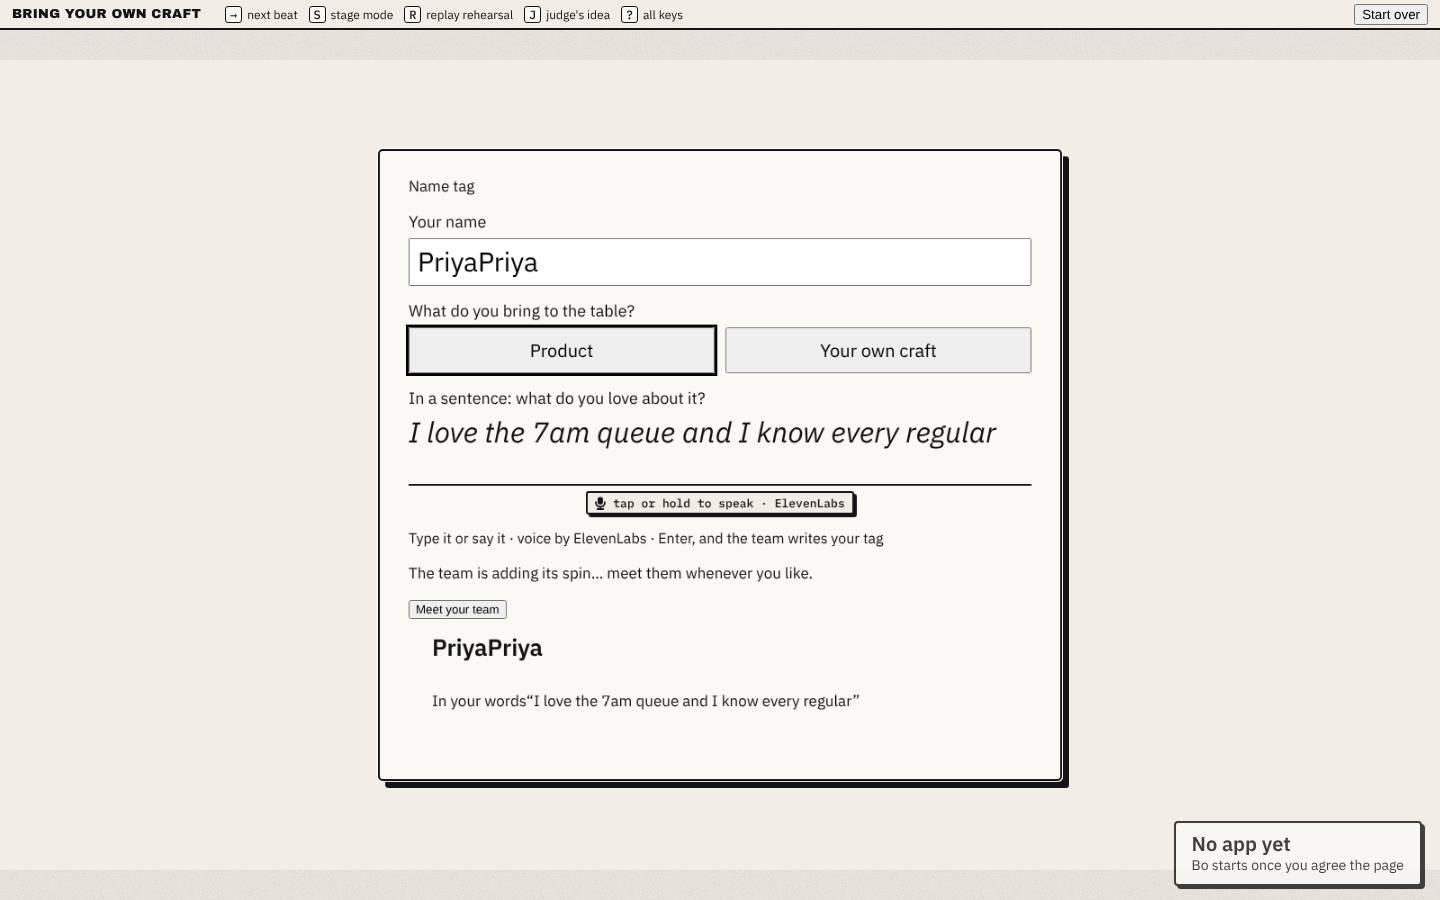 BRING YOUR OWN CRAFT → next beat S stage mode R replay rehearsal J judge's idea ? all keys Start over
Name tag
Your name
PriyaPriya
What do you bring to the table?
Product Your own craft
In a sentence: what do you love about it?
I love the 7am queue and I know every regular
tap or hold to speak · ElevenLabs
Type it or say it · voice by ElevenLabs · Enter, and the team writes your tag
The team is adding its spin... meet them whenever you like.
Meet your team
PriyaPriya
In your words“I love the 7am queue and I know every regular”
No app yet
Bo starts once you agree the page